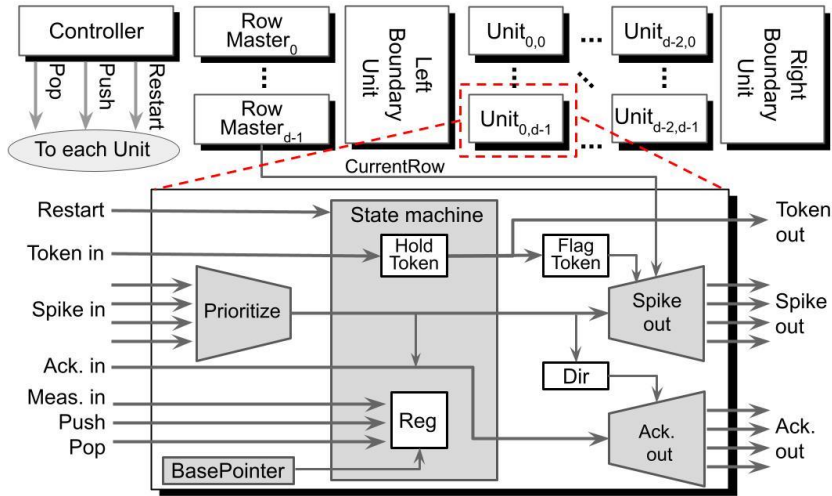 Controller
Pop
Push
Restart
To each Unit
Row
Master0
Row
Masterd-1
Left
Boundary
Unit
Unit0,0
...
Unitd-2,0
Unit0,d-1
...
Unitd-2,d-1
Right
Boundary
Unit
CurrentRow
Restart
State machine
Token in
Hold
Token
Flag
Token
Token
out
Spike in
Prioritize
Spike
out
Spike
out
Ack. in
Dir
Meas. in
Push
Pop
Reg
Ack.
out
Ack.
out
BasePointer